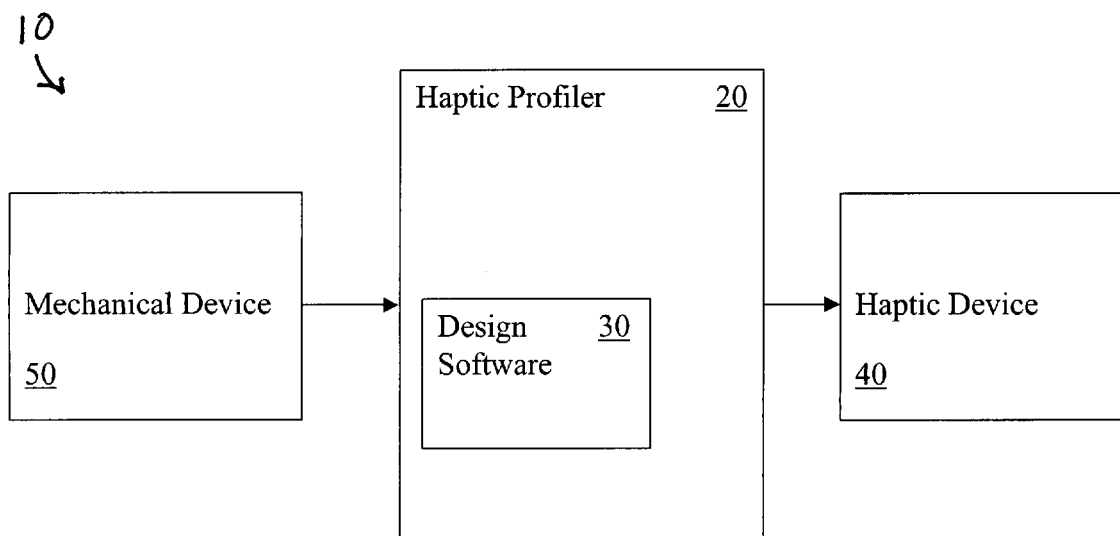 10
Haptic Profiler 20
Mechanical Device
50
Design 30
Software
Haptic Device
40